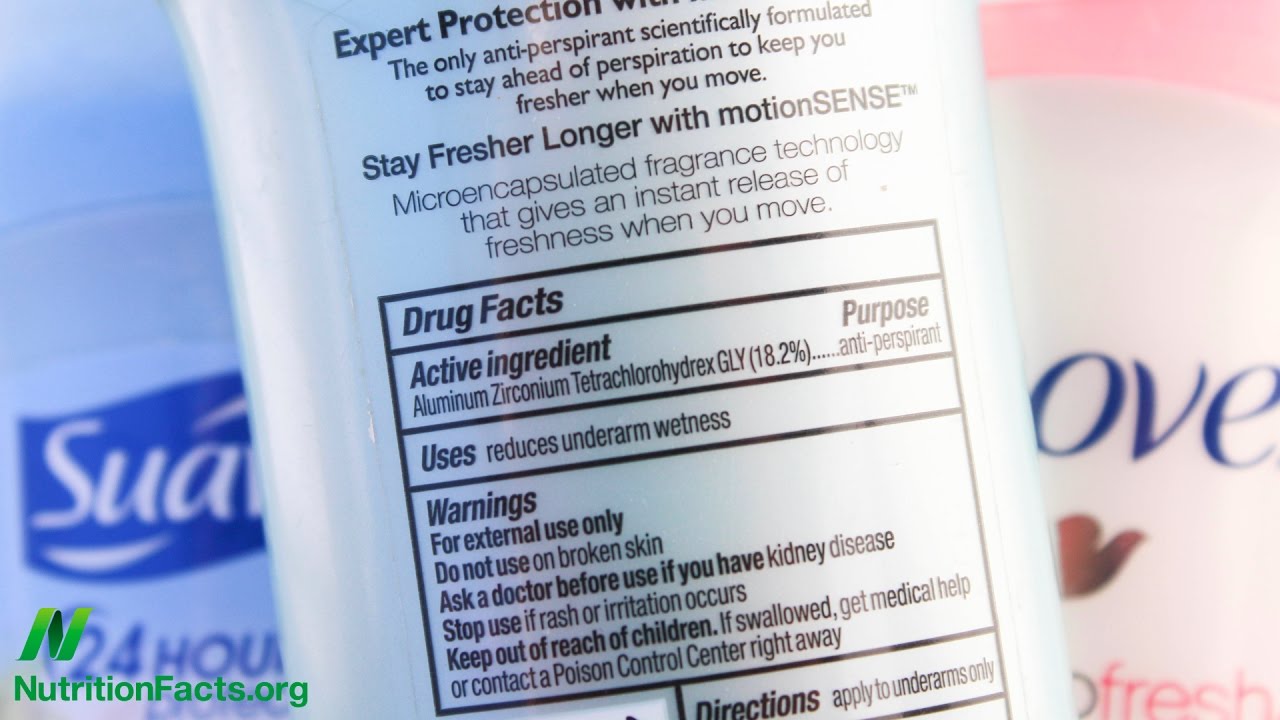 Expert Protection with
The only anti-perspirant scientifically formulated
to stay ahead of perspiration to keep you
fresher when you move.
Stay Fresher Longer with motionSENSE™
Microencapsulated fragrance technology
that gives an instant release of
freshness when you move.
Drug Facts
Active ingredient Purpose
Aluminum Zirconium Tetrachlorohydrex GLY (18.2%)......anti-perspirant
Uses reduces underarm wetness
Warnings
For external use only
Do not use on broken skin
Ask a doctor before use if you have kidney disease
Stop use if rash or irritation occurs
Keep out of reach of children. If swallowed, get medical help
or contact a Poison Control Center right away
Directions apply to underarms only
Sua
24 HOU
ove
fresh
NutritionFacts.org